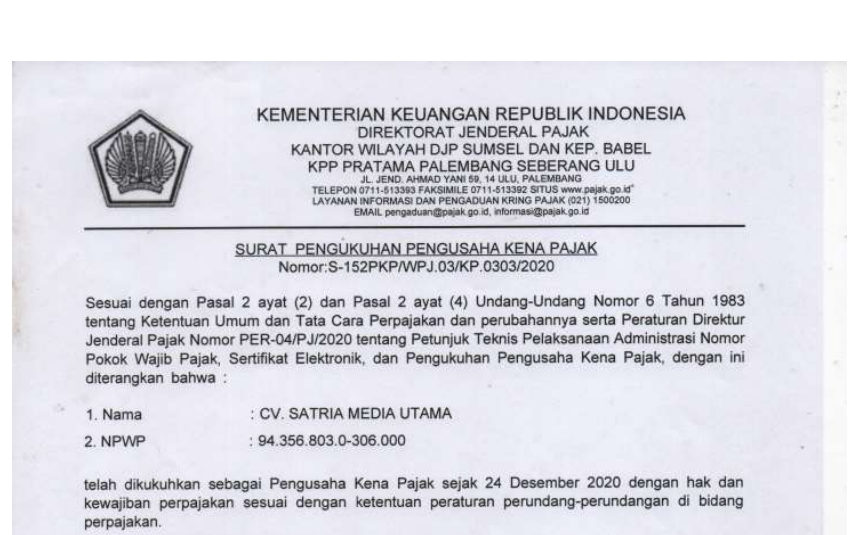 KEMENTERIAN KEUANGAN REPUBLIK INDONESIA
DIREKTORAT JENDERAL PAJAK
KANTOR WILAYAH DJP SUMSEL DAN KEP. BABEL
KPP PRATAMA PALEMBANG SEBERANG ULU
JL. JEND. AHMAD YANI 59, 14 ULU, PALEMBANG
TELEPON 0711-513393 FAKSIMILE 0711-513392 SITUS www.pajak.go.id
LAYANAN INFORMASI DAN PENGADUAN KRING PAJAK (021) 1500200
EMAIL pengaduan@pajak.go.id, informasi@pajak.go.id
SURAT PENGUKUHAN PENGUSAHA KENA PAJAK
Nomor:S-152PKP/WPJ.03/KP.0303/2020
Sesuai dengan Pasal 2 ayat (2) dan Pasal 2 ayat (4) Undang-Undang Nomor 6 Tahun 1983
tentang Ketentuan Umum dan Tata Cara Perpajakan dan perubahannya serta Peraturan Direktur
Jenderal Pajak Nomor PER-04/PJ/2020 tentang Petunjuk Teknis Pelaksanaan Administrasi Nomor
Pokok Wajib Pajak, Sertifikat Elektronik, dan Pengukuhan Pengusaha Kena Pajak, dengan ini
diterangkan bahwa :
1. Nama : CV. SATRIA MEDIA UTAMA
2. NPWP : 94.356.803.0-306.000
telah dikukuhkan sebagai Pengusaha Kena Pajak sejak 24 Desember 2020 dengan hak dan
kewajiban perpajakan sesuai dengan ketentuan peraturan perundang-perundangan di bidang
perpajakan.